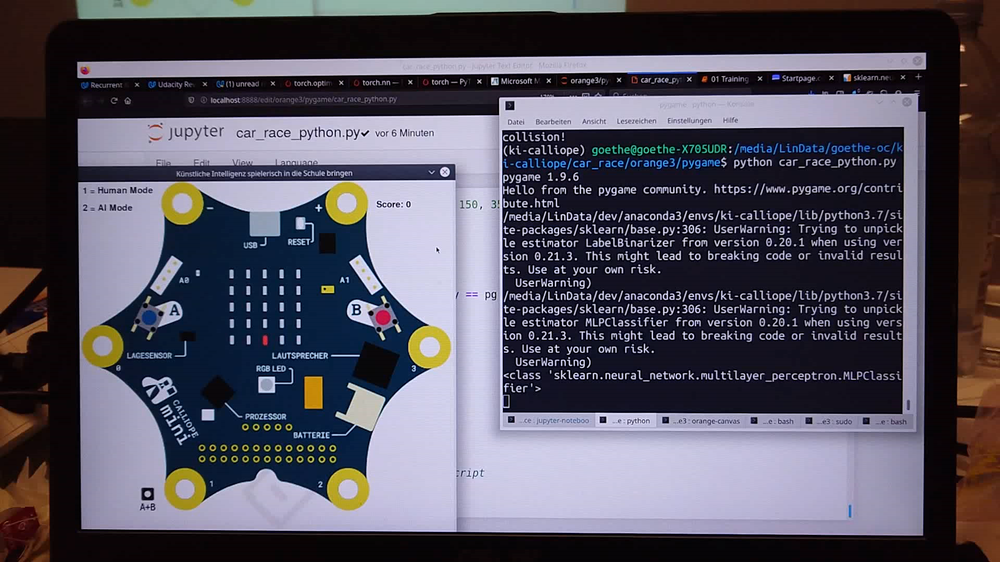 car_race_python.py - Jupyter Text Editor - Mozilla Firefox
Recurrent
Udacity Re
(1) unread
torch.optim
torch.nn —
torch — PyT
Microsoft M
orange3/py
car_race_pyt
01 Training
Startpage.c
sklearn.neu
localhost:8888/edit/orange3/pygame/car_race_python.py
170%
Suchen
jupyter car_race_python.py✔ vor 6 Minuten
File Edit View Language
150, 35
== pg
cript
Künstliche Intelligenz spielerisch in die Schule bringen
1 = Human Mode
2 = AI Mode
Score: 0
− +
USB
RESET
A0
A1
A
B
LAGESENSOR
LAUTSPRECHER
0
RGB LED
3
CALLIOPE
mini
PROZESSOR
BATTERIE
1
2
A+B
pygame : python — Konsole
Datei Bearbeiten Ansicht Lesezeichen Einstellungen Hilfe
collision!
(ki-calliope) goethe@goethe-X705UDR:/media/LinData/goethe-oc/k
i-calliope/car_race/orange3/pygame$ python car_race_python.py
pygame 1.9.6
Hello from the pygame community. https://www.pygame.org/contri
bute.html
/media/LinData/dev/anaconda3/envs/ki-calliope/lib/python3.7/si
te-packages/sklearn/base.py:306: UserWarning: Trying to unpick
le estimator LabelBinarizer from version 0.20.1 when using ver
sion 0.21.3. This might lead to breaking code or invalid resul
ts. Use at your own risk.
UserWarning)
/media/LinData/dev/anaconda3/envs/ki-calliope/lib/python3.7/si
te-packages/sklearn/base.py:306: UserWarning: Trying to unpick
le estimator MLPClassifier from version 0.20.1 when using vers
ion 0.21.3. This might lead to breaking code or invalid result
s. Use at your own risk.
UserWarning)
<class 'sklearn.neural_network.multilayer_perceptron.MLPClassi
fier'>
...ce : jupyter-noteboo
...e : python
...e3 : orange-canvas
...e : bash
...e3 : sudo
...e : bash